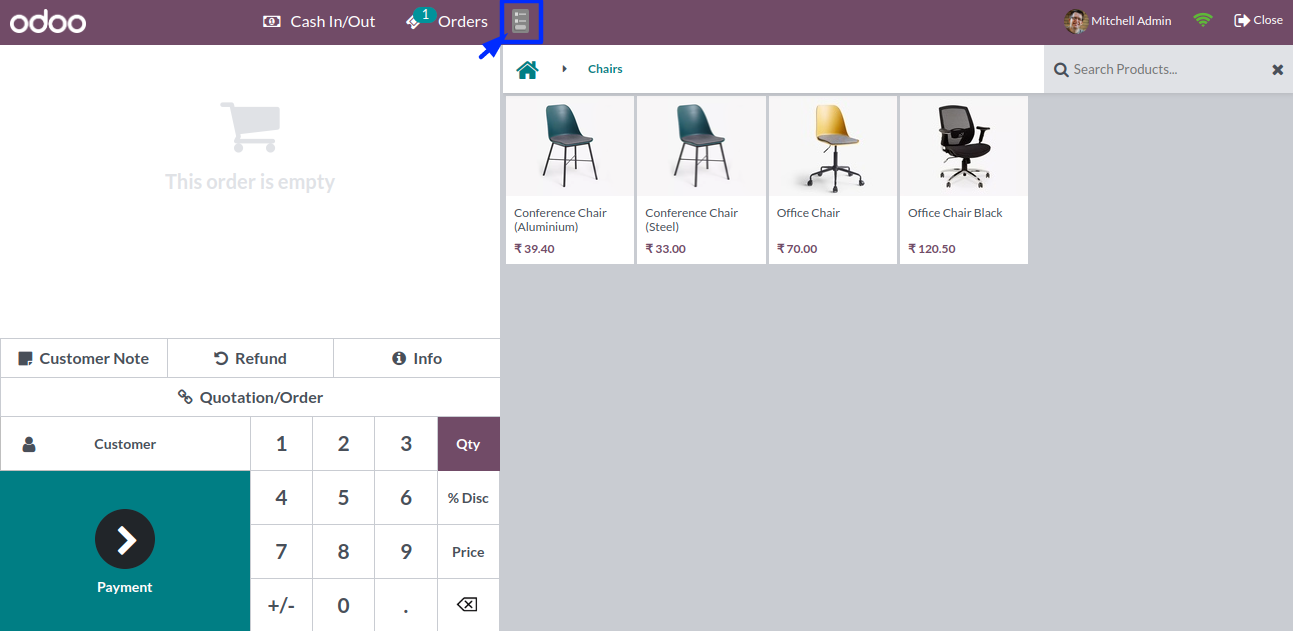 odoo
Cash In/Out
1
Orders
Mitchell Admin
Close
Chairs
Search Products...
This order is empty
Conference Chair
(Aluminium)
₹ 39.40
Conference Chair
(Steel)
₹ 33.00
Office Chair
₹ 70.00
Office Chair Black
₹ 120.50
Customer Note
Refund
Info
Quotation/Order
Customer
1
2
3
Qty
4
5
6
% Disc
Payment
7
8
9
Price
+/-
0
.